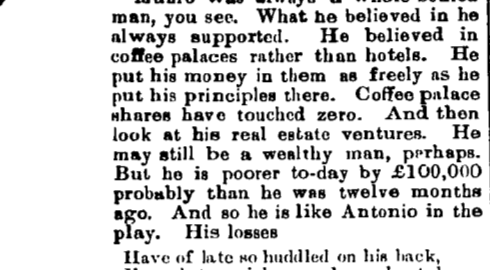 was always a
man, you see. What he believed in he
always supported. He believed in
coffee palaces rather than hotels. He
put his money in them as freely as he
put his principles there. Coffee palace
shares have touched zero. And then
look at his real estate ventures. He
may still be a wealthy man, perhaps.
But he is poorer to-day by £100,000
probably than he was twelve months
ago. And so he is like Antonio in the
play. His losses
Have of late so huddled on his back,